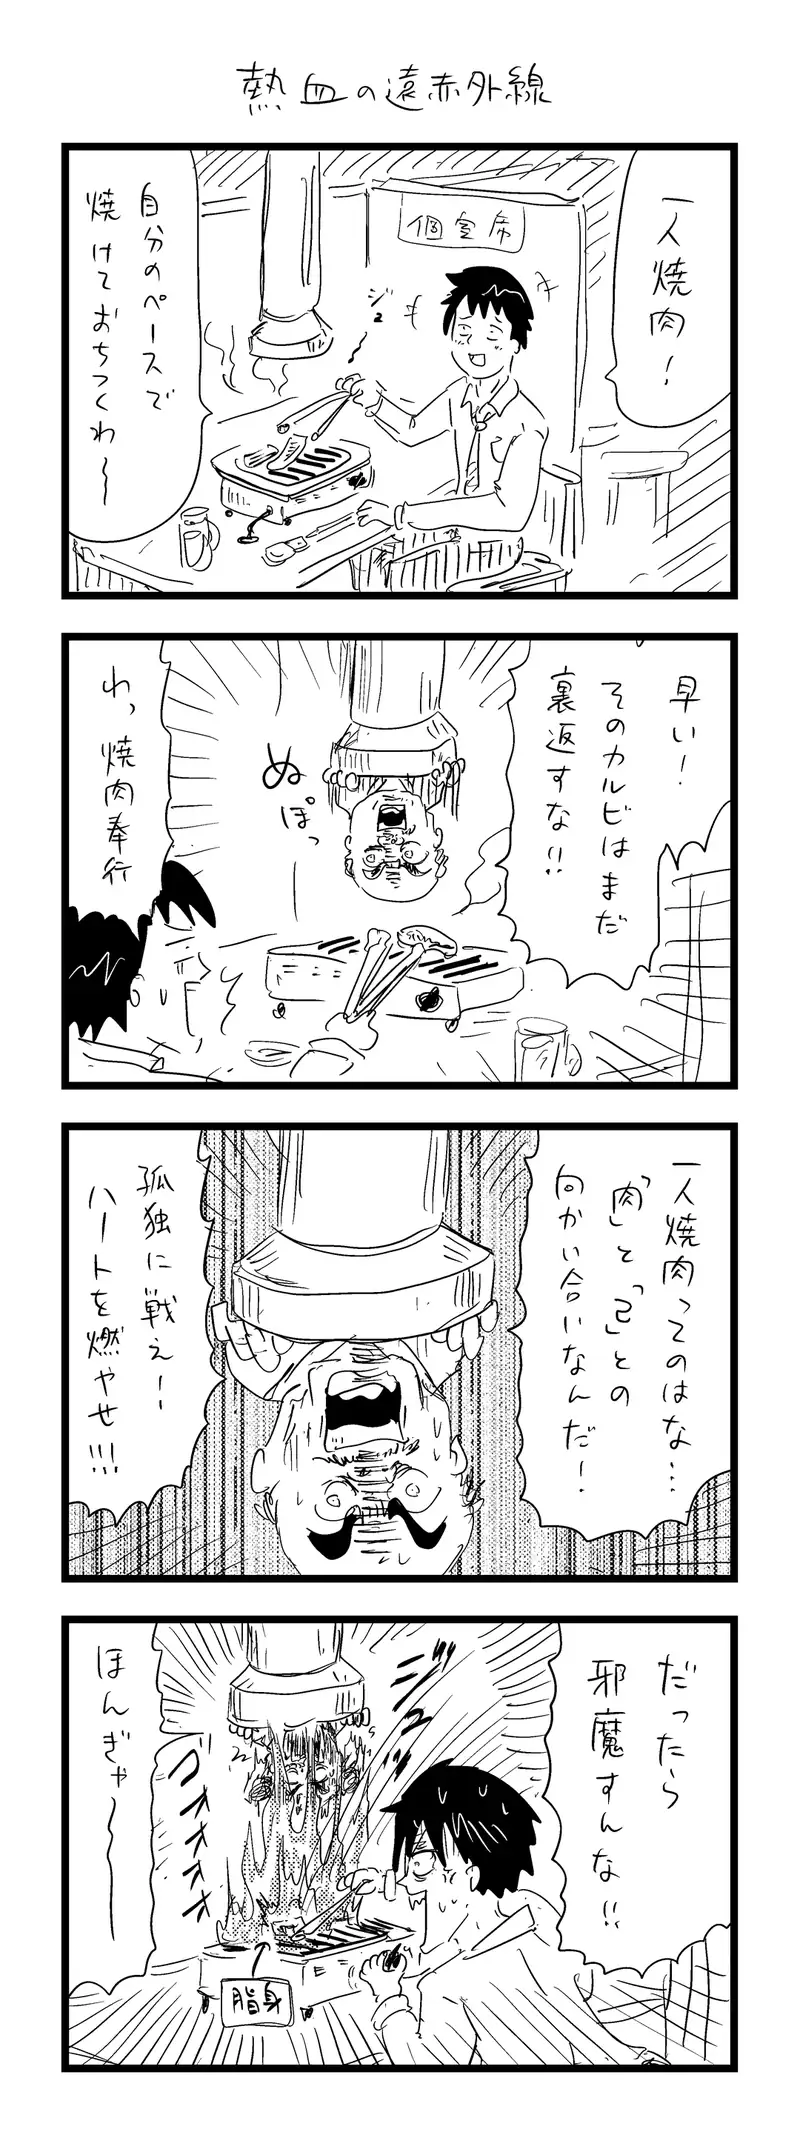 熱血の遠赤外線
一人焼肉!
個室席
ジュー
自分のペースで
焼けておちつくわ〜
早い!
そのカルビはまだ
裏返すな!!
ぬぽっ
わっ焼肉奉行
一人焼肉ってのはな…
「肉」と「己」との
向かい合いなんだ!
孤独に戦え!
ハートを燃やせ!!!
だったら
邪魔すんな!!
ゴオオオオ
脂身
ほんぎゃ〜